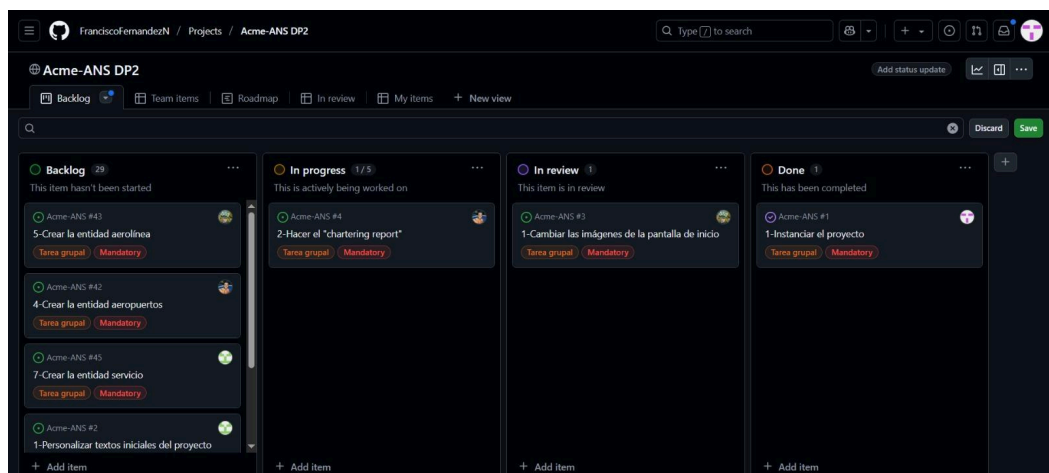 FranciscoFernandezN / Projects / Acme-ANS DP2
Type / to search
Acme-ANS DP2
Add status update
Backlog
Team items
Roadmap
In review
My items
+ New view
Discard
Save
Backlog 29
This item hasn't been started
Acme-ANS #43
5-Crear la entidad aerolínea
Tarea grupal Mandatory
Acme-ANS #42
4-Crear la entidad aeropuertos
Tarea grupal Mandatory
Acme-ANS #45
7-Crear la entidad servicio
Tarea grupal Mandatory
Acme-ANS #2
1-Personalizar textos iniciales del proyecto
+ Add item
In progress 1 / 5
This is actively being worked on
Acme-ANS #4
2-Hacer el "chartering report"
Tarea grupal Mandatory
+ Add item
In review 1
This item is in review
Acme-ANS #3
1-Cambiar las imágenes de la pantalla de inicio
Tarea grupal Mandatory
+ Add item
Done 1
This has been completed
Acme-ANS #1
1-Instanciar el proyecto
Tarea grupal Mandatory
+ Add item